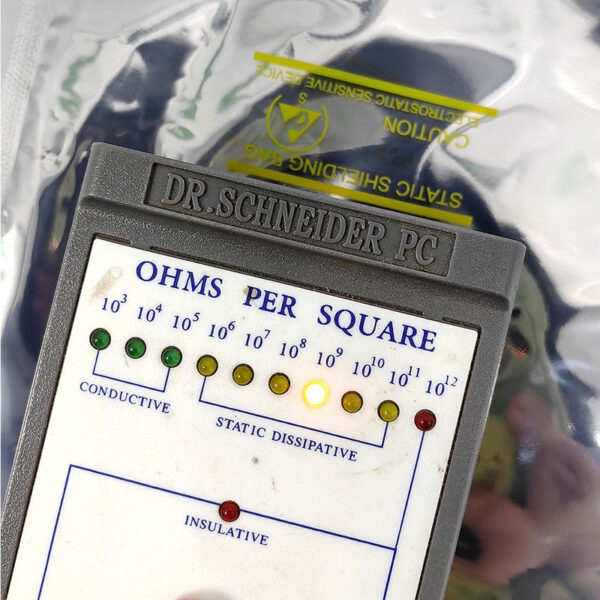 STATIC SHIELDING BAG
CAUTION
ELECTROSTATIC SENSITIVE DEVICE
S
DR.SCHNEIDER PC
OHMS PER SQUARE
10³ 10⁴ 10⁵ 10⁶ 10⁷ 10⁸ 10⁹ 10¹⁰ 10¹¹ 10¹²
CONDUCTIVE
STATIC DISSIPATIVE
INSULATIVE